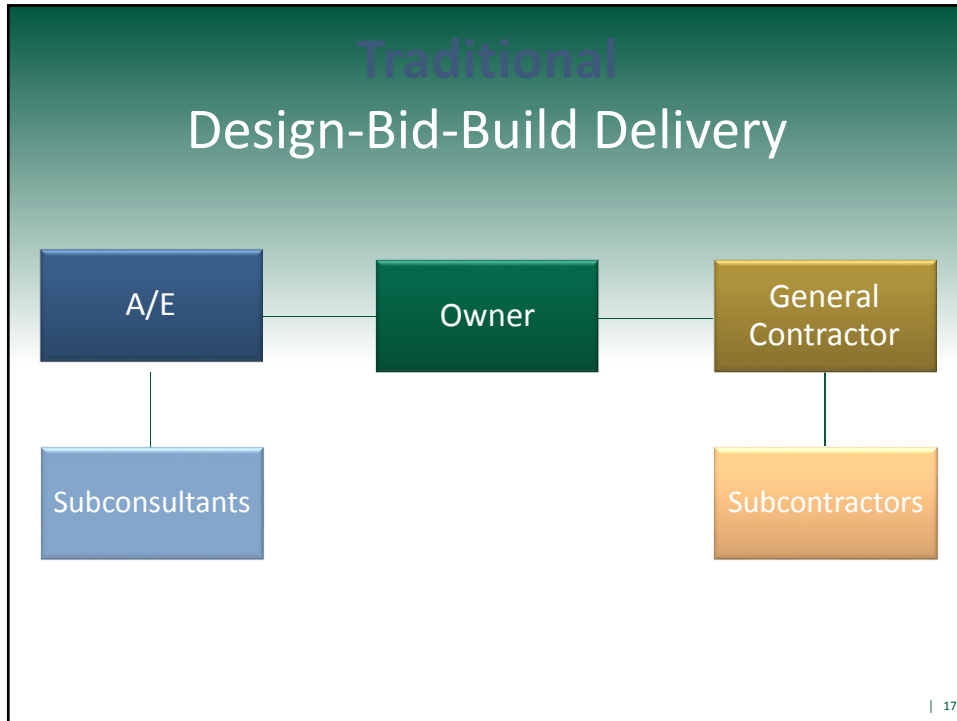 Traditional
Design-Bid-Build Delivery
A/E
Owner
General
Contractor
Subconsultants
Subcontractors
| 17